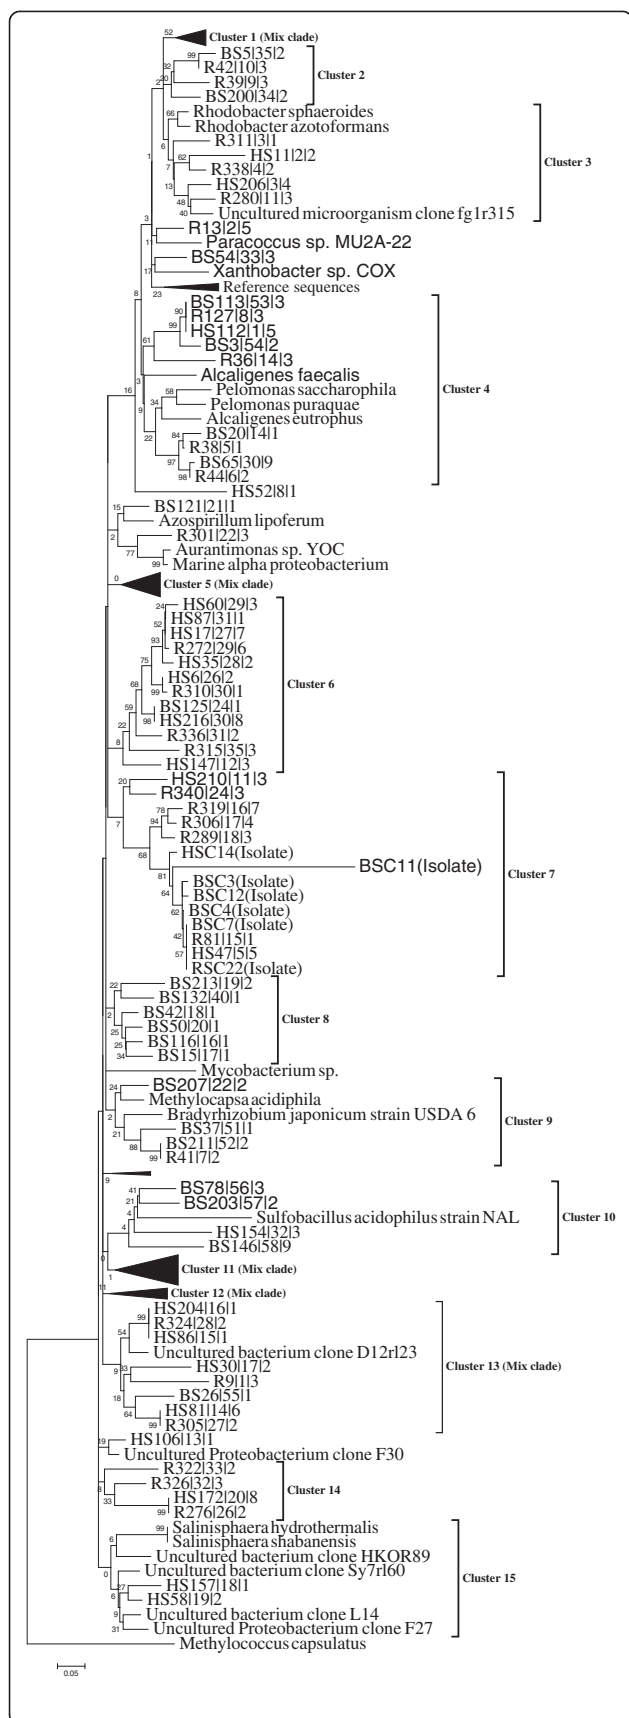 52
Cluster 1 (Mix clade)
99
BS5|35|2
R42|10|3
32
20
R39|9|3
2
BS200|34|2
Cluster 2
Rhodobacter sphaeroides
66
Rhodobacter azotoformans
6
R311|3|1
62
HS11|2|2
7
R338|4|2
1
13
HS206|3|4
48
R280|11|3
40
Uncultured microorganism clone fg1r315
Cluster 3
3
R13|2|5
11
Paracoccus sp. MU2A-22
BS54|33|3
17
Xanthobacter sp. COX
23
Reference sequences
8
BS113|53|3
90
R127|8|3
99
HS112|1|5
61
BS3|54|2
R36|14|3
3
Alcaligenes faecalis
Cluster 4
16
58
Pelomonas saccharophila
34
Pelomonas puraquae
9
Alcaligenes eutrophus
22
84
BS20|14|1
R38|5|1
97
BS65|30|9
98
R44|6|2
HS52|8|1
15
BS121|21|1
Azospirillum lipoferum
2
R301|22|3
77
Aurantimonas sp. YOC
99
Marine alpha proteobacterium
0
Cluster 5 (Mix clade)
24
HS60|29|3
HS87|31|1
52
HS17|27|7
93
R272|29|6
75
HS35|28|2
HS6|26|2
68
99
R310|30|1
59
BS125|24|1
98
HS216|30|8
22
R336|31|2
8
R315|35|3
HS147|12|3
Cluster 6
20
HS210|11|3
R340|24|3
7
78
R319|16|7
94
R306|17|4
R289|18|3
68
HSC14(Isolate)
81
BSC11(Isolate)
Cluster 7
BSC3(Isolate)
64
BSC12(Isolate)
62
BSC4(Isolate)
BSC7(Isolate)
42
R81|15|1
57
HS47|5|5
RSC22(Isolate)
22
BS213|19|2
BS132|40|1
2
BS42|18|1
25
BS50|20|1
Cluster 8
25
BS116|16|1
34
BS15|17|1
Mycobacterium sp.
24
BS207|22|2
Methylocapsa acidiphila
2
Bradyrhizobium japonicum strain USDA 6
21
BS37|51|1
Cluster 9
88
BS211|52|2
99
R41|7|2
9
41
BS78|56|3
21
BS203|57|2
4
Sulfobacillus acidophilus strain NAL
4
HS154|32|3
Cluster 10
BS146|58|9
0
1
Cluster 11 (Mix clade)
11
Cluster 12 (Mix clade)
HS204|16|1
99
R324|28|2
54
HS86|15|1
Uncultured bacterium clone D12rl23
9
33
HS30|17|2
Cluster 13 (Mix clade)
R9|1|3
18
BS26|55|1
64
HS81|14|6
99
R305|27|2
19
HS106|13|1
Uncultured Proteobacterium clone F30
R322|33|2
8
R326|32|3
33
HS172|20|8
Cluster 14
99
R276|26|2
99
Salinisphaera hydrothermalis
6
Salinisphaera shabanensis
Uncultured bacterium clone HKOR89
0
Uncultured bacterium clone Sy7rl60
Cluster 15
27
HS157|18|1
6
HS58|19|2
9
Uncultured bacterium clone L14
31
Uncultured Proteobacterium clone F27
Methylococcus capsulatus
0.05